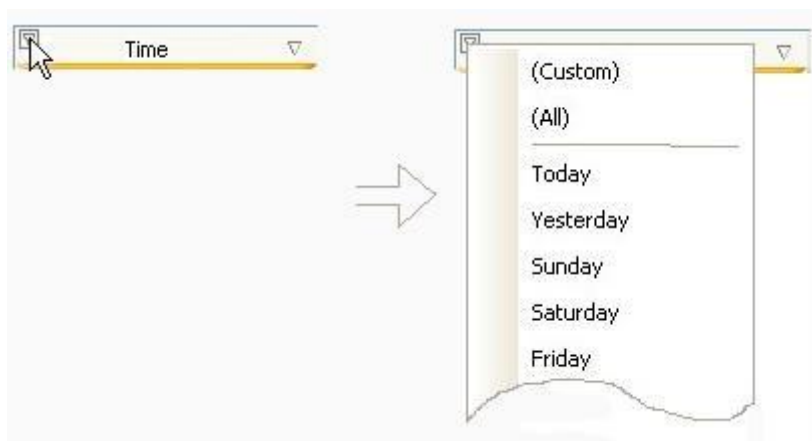 Time
(Custom)
(All)
Today
Yesterday
Sunday
Saturday
Friday